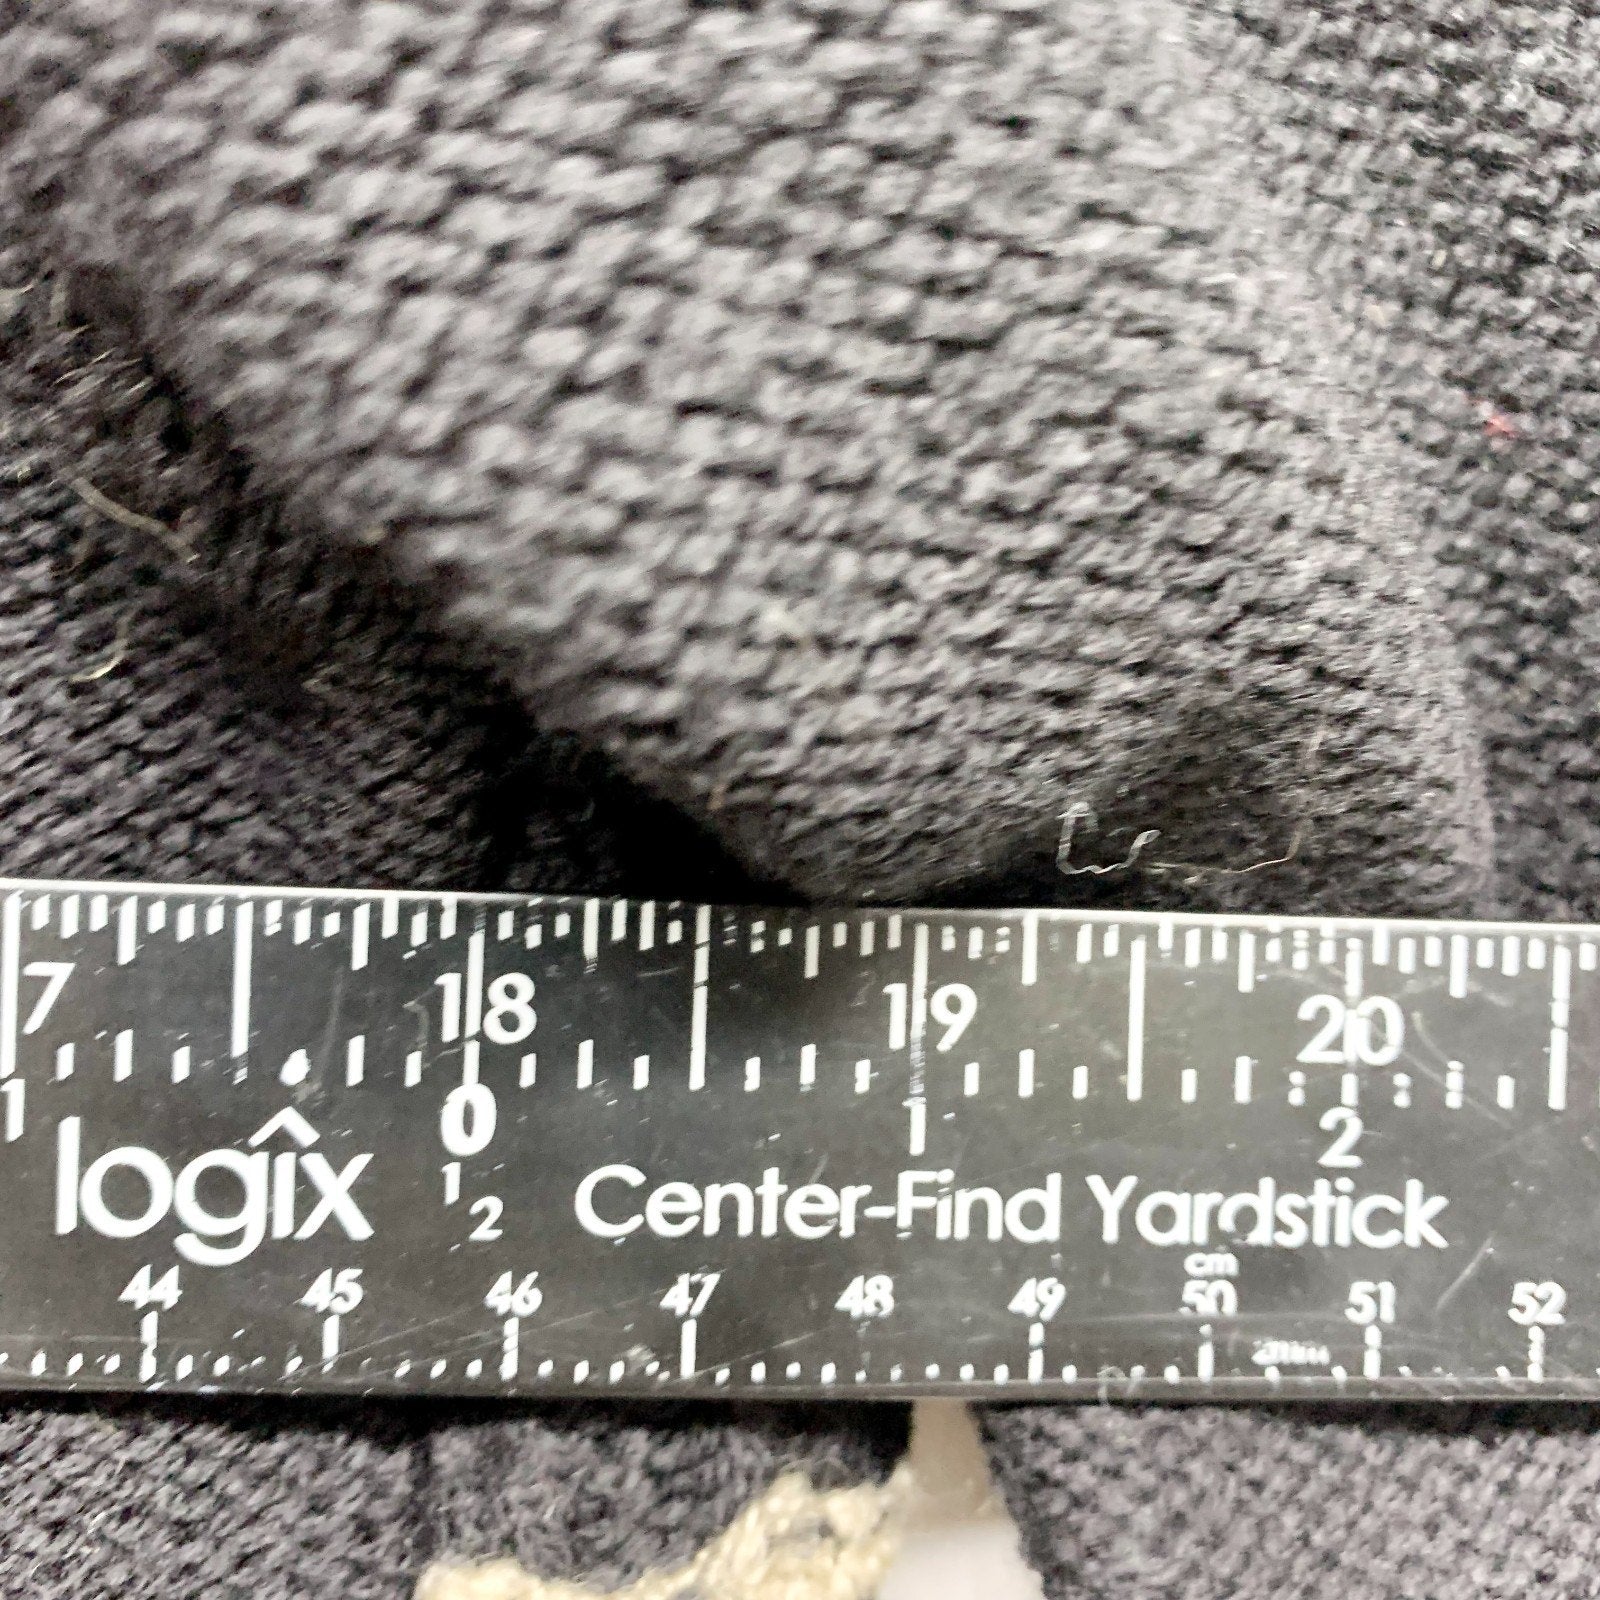 7 18 19 20
1 0 1 2
logix 1 2 Center-Find Yardstick
cm
44 45 46 47 48 49 50 51 52